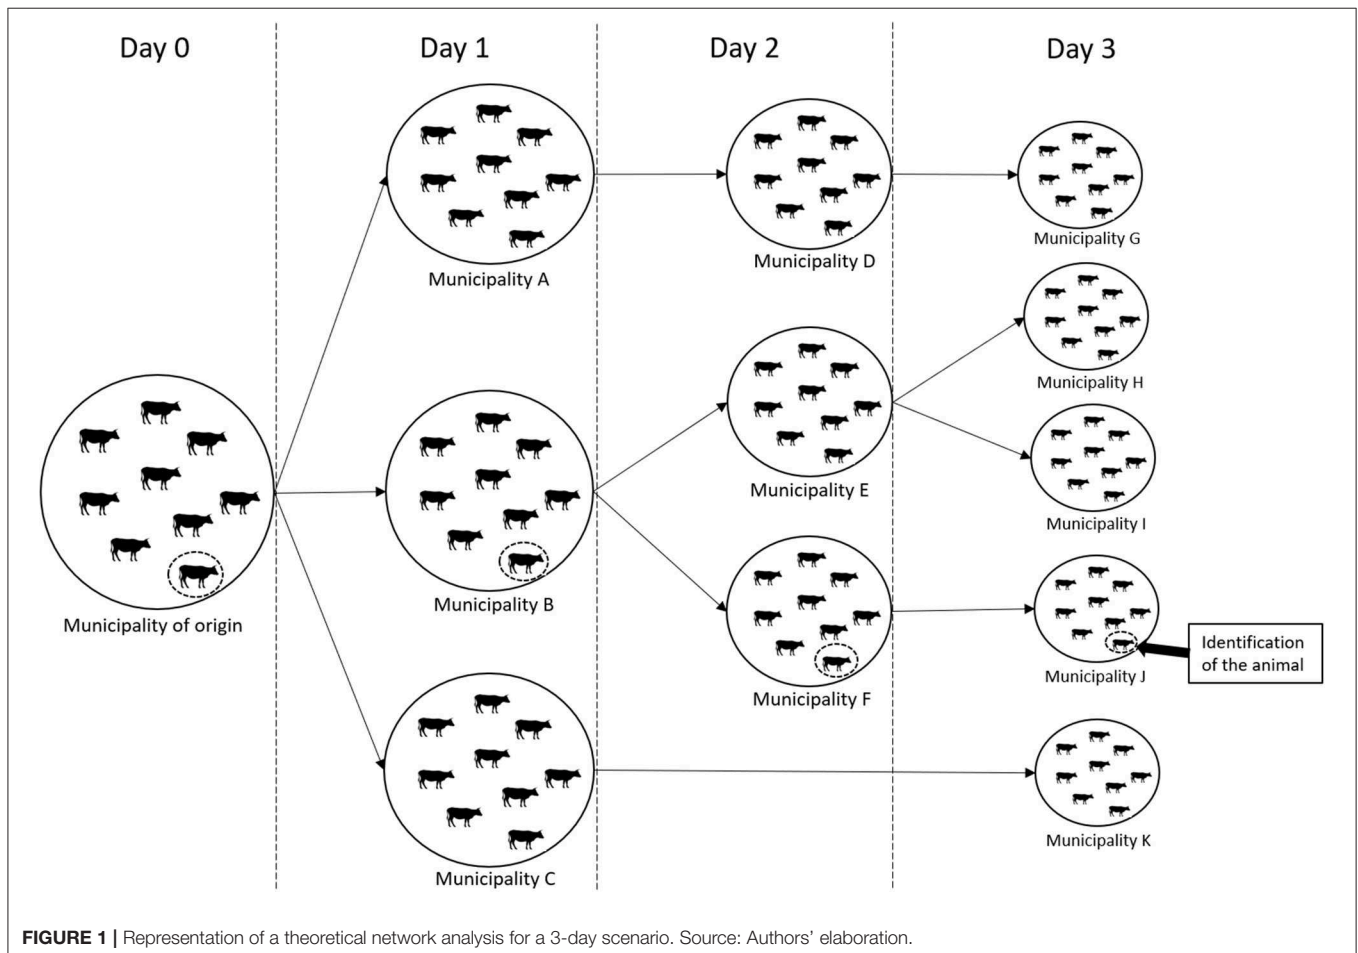 Day 0
Day 1
Day 2
Day 3
Municipality A
Municipality D
Municipality G
Municipality H
Municipality of origin
Municipality B
Municipality E
Municipality I
Municipality F
Municipality J
Identification
of the animal
Municipality C
Municipality K
FIGURE 1 | Representation of a theoretical network analysis for a 3-day scenario. Source: Authors' elaboration.